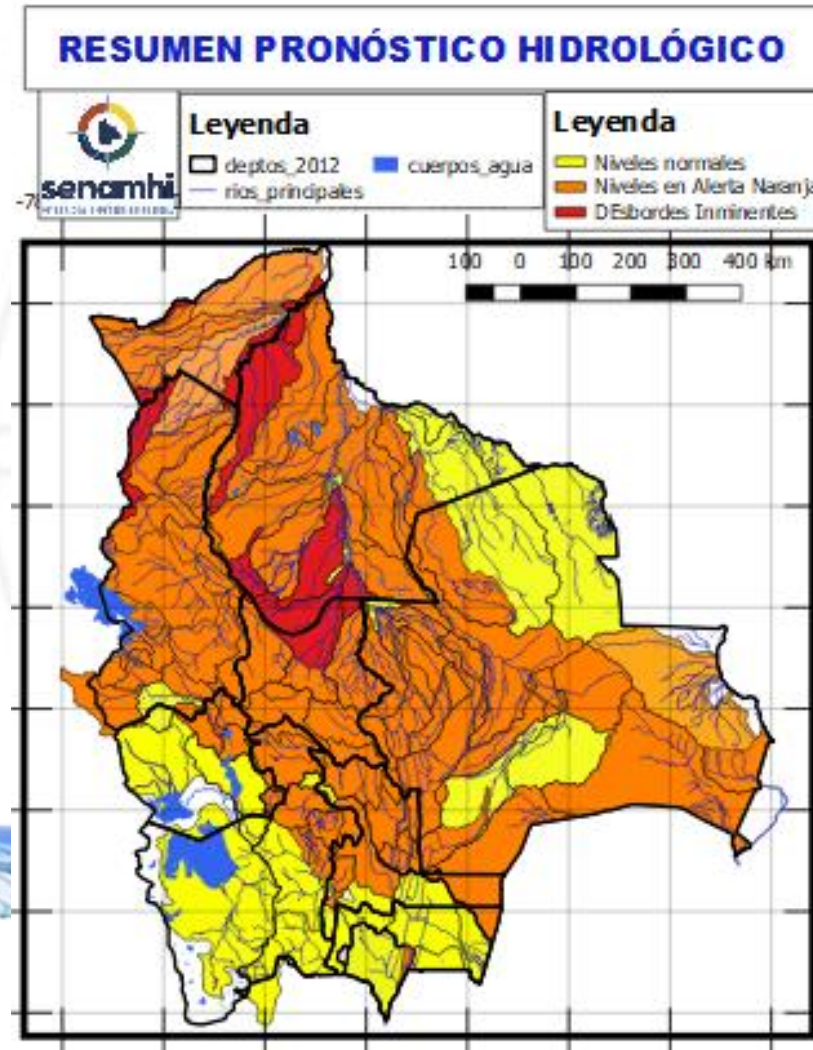 RESUMEN PRONÓSTICO HIDROLÓGICO
senamhi
Leyenda
deptos_2012
cuerpos_agua
rios_principales
Leyenda
Niveles normales
Niveles en Alerta Naranja
DEsbordes Inminentes
100 0 100 200 300 400 km